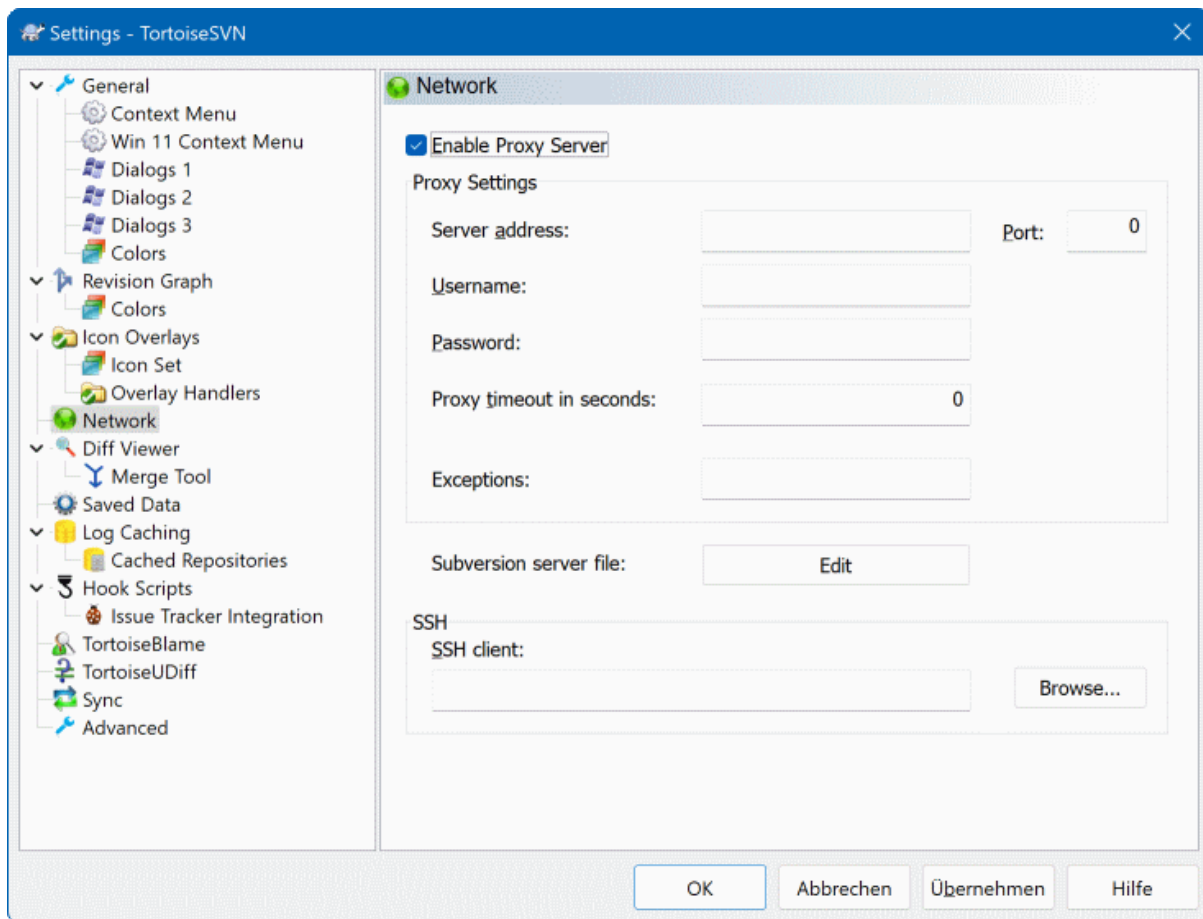 Settings - TortoiseSVN
General
Context Menu
Win 11 Context Menu
Dialogs 1
Dialogs 2
Dialogs 3
Colors
Revision Graph
Colors
Icon Overlays
Icon Set
Overlay Handlers
Network
Diff Viewer
Merge Tool
Saved Data
Log Caching
Cached Repositories
Hook Scripts
Issue Tracker Integration
TortoiseBlame
TortoiseUDiff
Sync
Advanced
Network
Enable Proxy Server
Proxy Settings
Server address: Port: 0
Username:
Password:
Proxy timeout in seconds: 0
Exceptions:
Subversion server file: Edit
SSH
SSH client:
Browse...
OK Abbrechen Übernehmen Hilfe